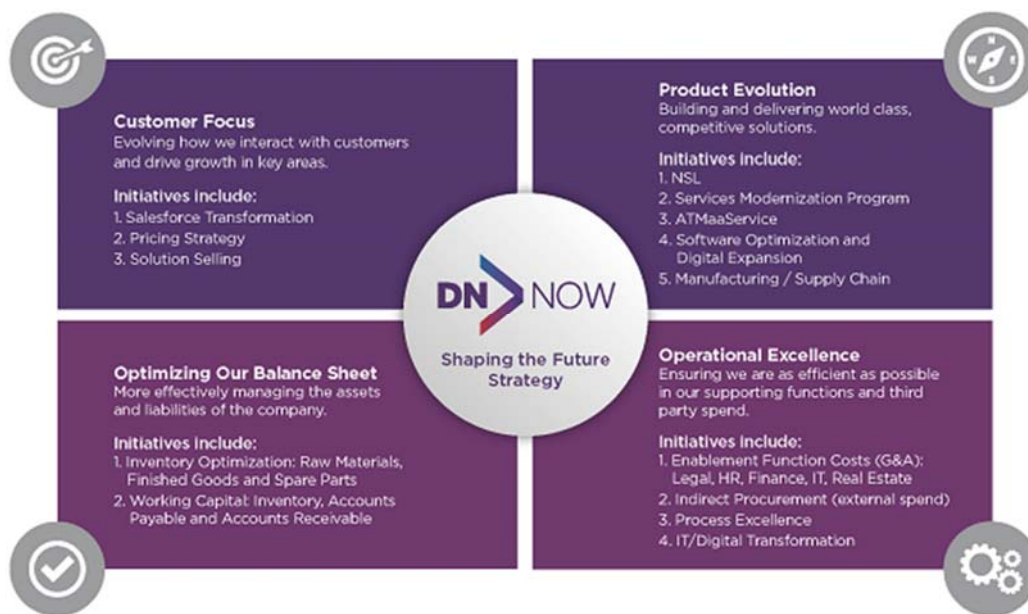 Customer Focus
Evolving how we interact with customers
and drive growth in key areas.
Initiatives include:
1. Salesforce Transformation
2. Pricing Strategy
3. Solution Selling
N
W E
S
Product Evolution
Building and delivering world class,
competitive solutions.
Initiatives include:
1. NSL
2. Services Modernization Program
3. ATMaaService
4. Software Optimization and
Digital Expansion
5. Manufacturing / Supply Chain
DN NOW
Shaping the Future
Strategy
Optimizing Our Balance Sheet
More effectively managing the assets
and liabilities of the company.
Initiatives include:
1. Inventory Optimization: Raw Materials,
Finished Goods and Spare Parts
2. Working Capital: Inventory, Accounts
Payable and Accounts Receivable
Operational Excellence
Ensuring we are as efficient as possible
in our supporting functions and third
party spend.
Initiatives include:
1. Enablement Function Costs (G&A):
Legal, HR, Finance, IT, Real Estate
2. Indirect Procurement (external spend)
3. Process Excellence
4. IT/Digital Transformation